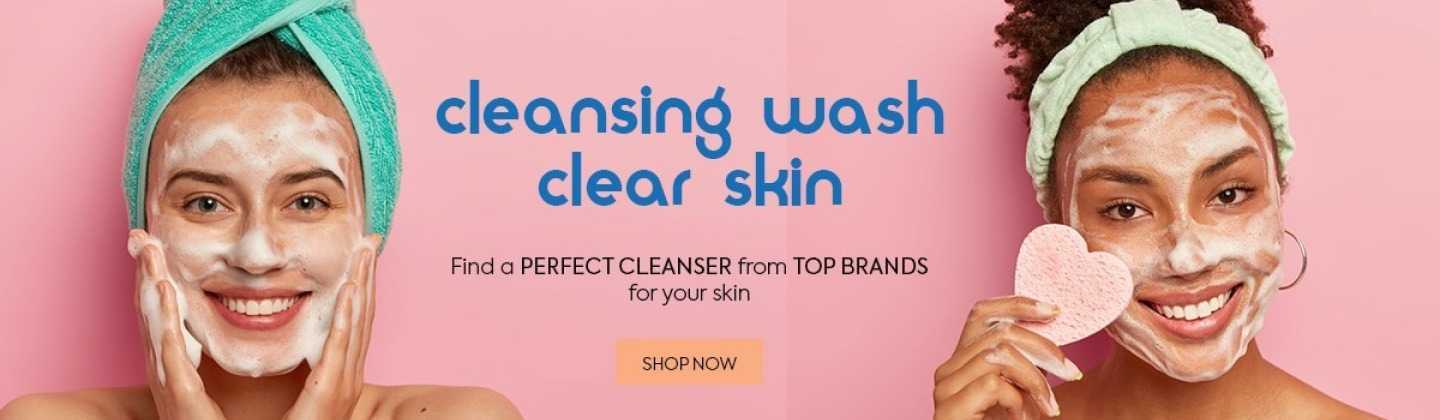 cleansing wash
clear skin
Find a PERFECT CLEANSER from TOP BRANDS
for your skin
SHOP NOW